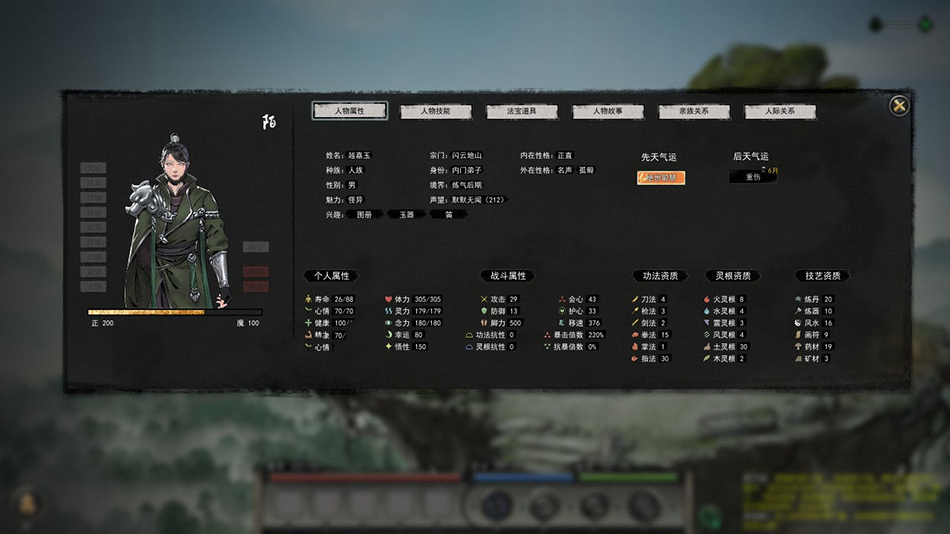 陌
人物属性 人物技能 法宝道具 人物故事 亲族关系 人际关系
姓名: 越嘉玉 宗门: 闪云地山 内在性格: 正直
种族: 人族 身份: 内门弟子 外在性格: 名声 孤僻
性别: 男 境界: 炼气后期
魅力: 怪异 声望: 默默无闻 (212)
兴趣: 图册 玉器 笛
先天气运 后天气运
6月
重伤
正 200 魔 100
个人属性 战斗属性 功法资质 灵根资质 技艺资质
寿命 26/88 体力 305/305 攻击 29 会心 43 刀法 4 火灵根 8 炼丹 20
心情 70/70 灵力 179/179 防御 13 护心 33 枪法 3 水灵根 4 炼器 10
健康 100/ 念力 180/180 脚力 500 移速 376 剑法 2 雷灵根 3 风水 16
精力 70/ 幸运 80 功法抗性 0 暴击倍数 220% 拳法 15 风灵根 4 画符 9
心情 悟性 150 灵根抗性 0 抗暴倍数 0% 掌法 1 土灵根 30 药材 19
指法 30 木灵根 2 矿材 3